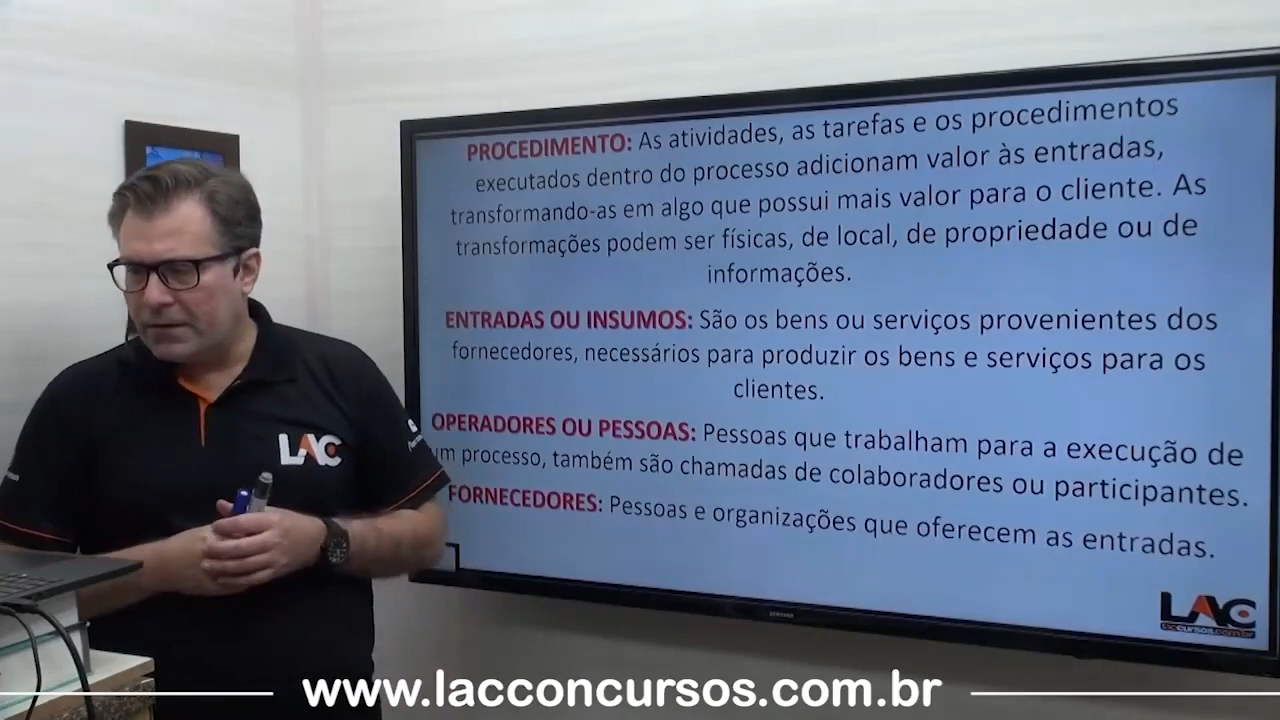 PROCEDIMENTO: As atividades, as tarefas e os procedimentos
executados dentro do processo adicionam valor às entradas,
transformando-as em algo que possui mais valor para o cliente. As
transformações podem ser físicas, de local, de propriedade ou de
informações.
ENTRADAS OU INSUMOS: São os bens ou serviços provenientes dos
fornecedores, necessários para produzir os bens e serviços para os
clientes.
OPERADORES OU PESSOAS: Pessoas que trabalham para a execução de
um processo, também são chamadas de colaboradores ou participantes.
FORNECEDORES: Pessoas e organizações que oferecem as entradas.
LAC
LAC
laccursos.com.br
SAMSUNG
www.lacconcursos.com.br